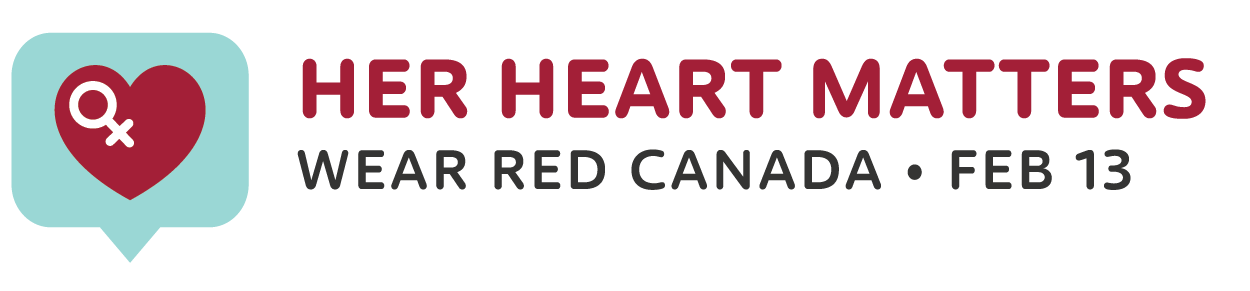 HER HEART MATTERS
WEAR RED CANADA • FEB 13